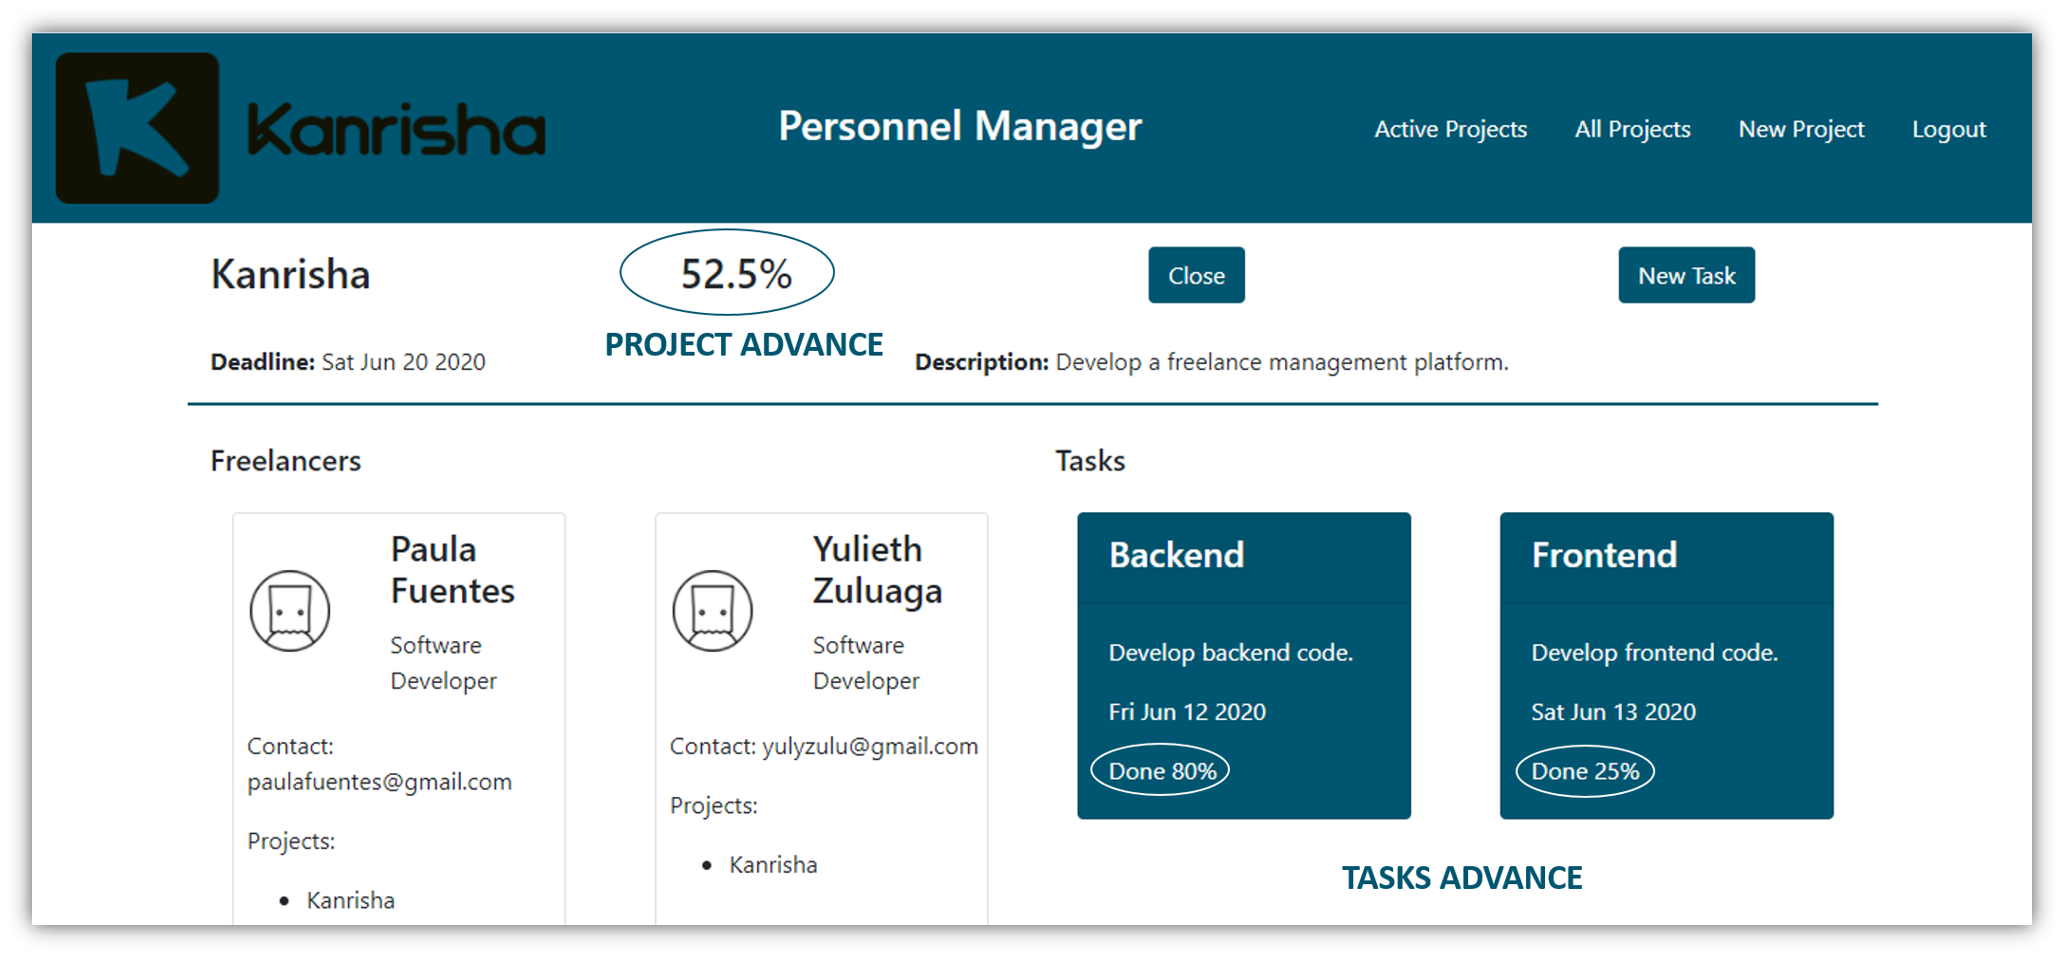 K
Kanrisha
Personnel Manager
Active Projects
All Projects
New Project
Logout
Kanrisha
52.5%
Close
New Task
PROJECT ADVANCE
Deadline: Sat Jun 20 2020
Description: Develop a freelance management platform.
Freelancers
Paula
Fuentes
Software
Developer
Contact:
paulafuentes@gmail.com
Projects:
• Kanrisha
Yulieth
Zuluaga
Software
Developer
Contact: yulyzulu@gmail.com
Projects:
• Kanrisha
Tasks
Backend
Develop backend code.
Fri Jun 12 2020
Done 80%
Frontend
Develop frontend code.
Sat Jun 13 2020
Done 25%
TASKS ADVANCE